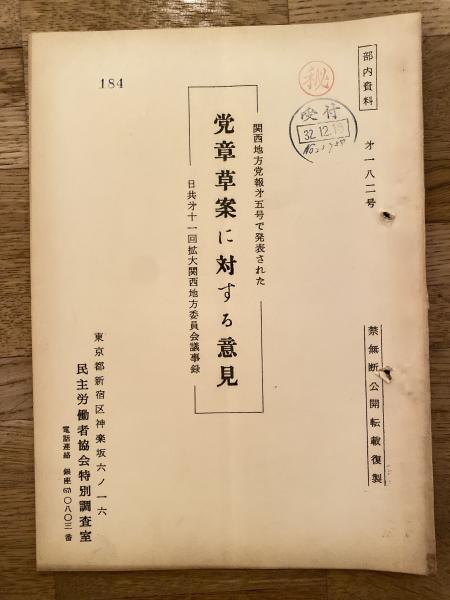 部内資料
才一八二号
禁無断公開転載復製
㊙
受付
32.12.
184
関西地方党報才五号で発表された
党章草案に対する意見
日共才十一回拡大関西地方委員会議事録
東京都新宿区神楽坂六ノ一六
民主労働者協会特別調査室
電話連絡 銀座(57)〇八〇三番